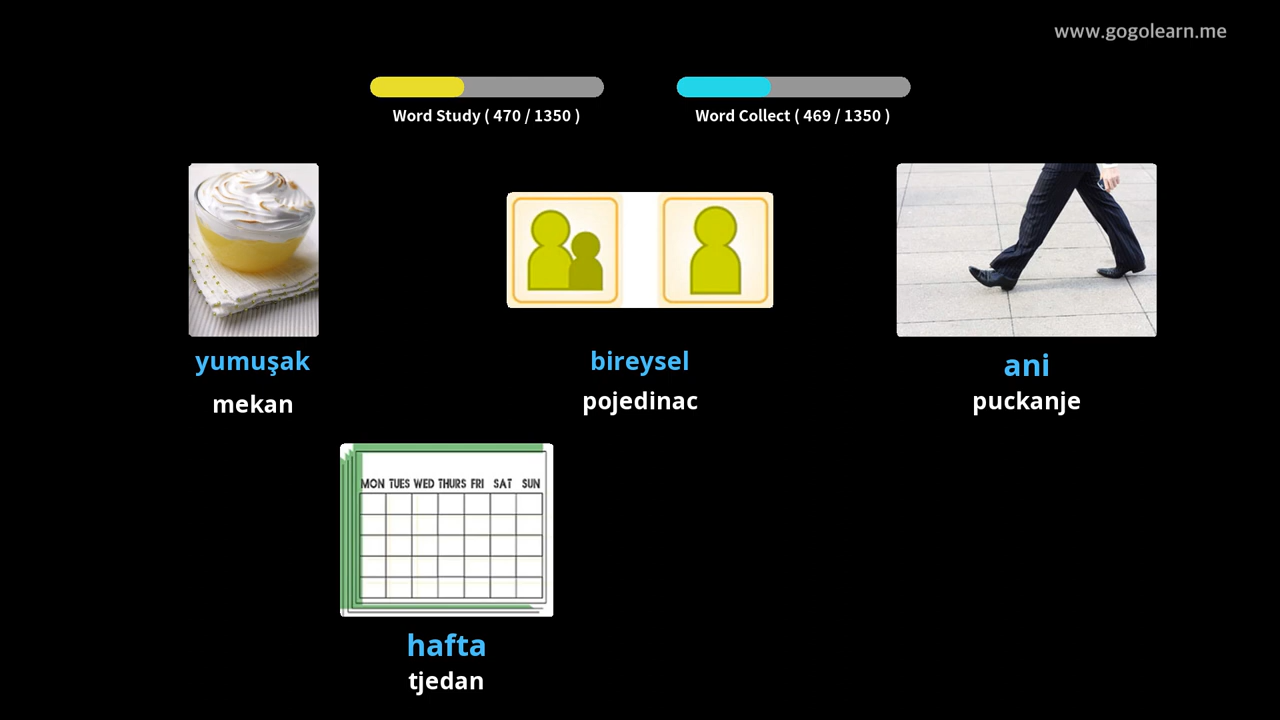 www.gogolearn.me
Word Study ( 470 / 1350 )
Word Collect ( 469 / 1350 )
yumuşak
mekan
bireysel
pojedinac
ani
puckanje
MON TUES WED THURS FRI SAT SUN
hafta
tjedan